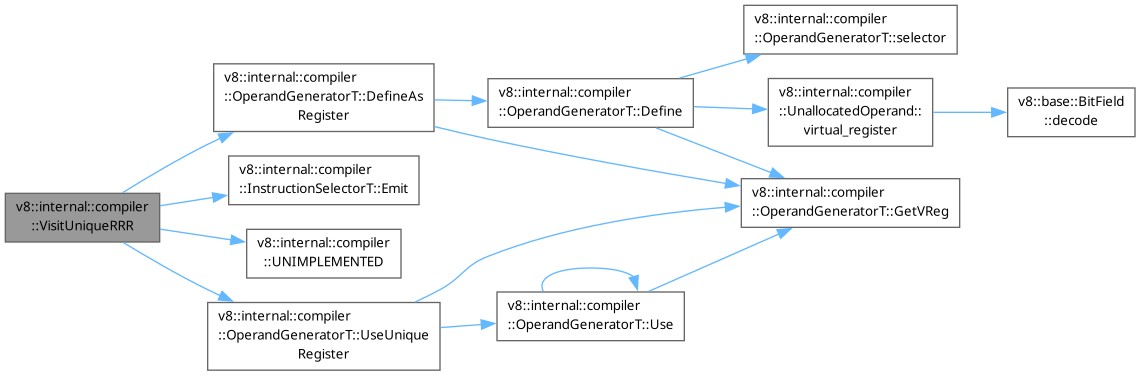 v8::internal::compiler
::VisitUniqueRRR
v8::internal::compiler
::OperandGeneratorT::DefineAs
Register
v8::internal::compiler
::InstructionSelectorT::Emit
v8::internal::compiler
::UNIMPLEMENTED
v8::internal::compiler
::OperandGeneratorT::UseUnique
Register
v8::internal::compiler
::OperandGeneratorT::Define
v8::internal::compiler
::OperandGeneratorT::Use
v8::internal::compiler
::OperandGeneratorT::selector
v8::internal::compiler
::UnallocatedOperand::
virtual_register
v8::internal::compiler
::OperandGeneratorT::GetVReg
v8::base::BitField
::decode